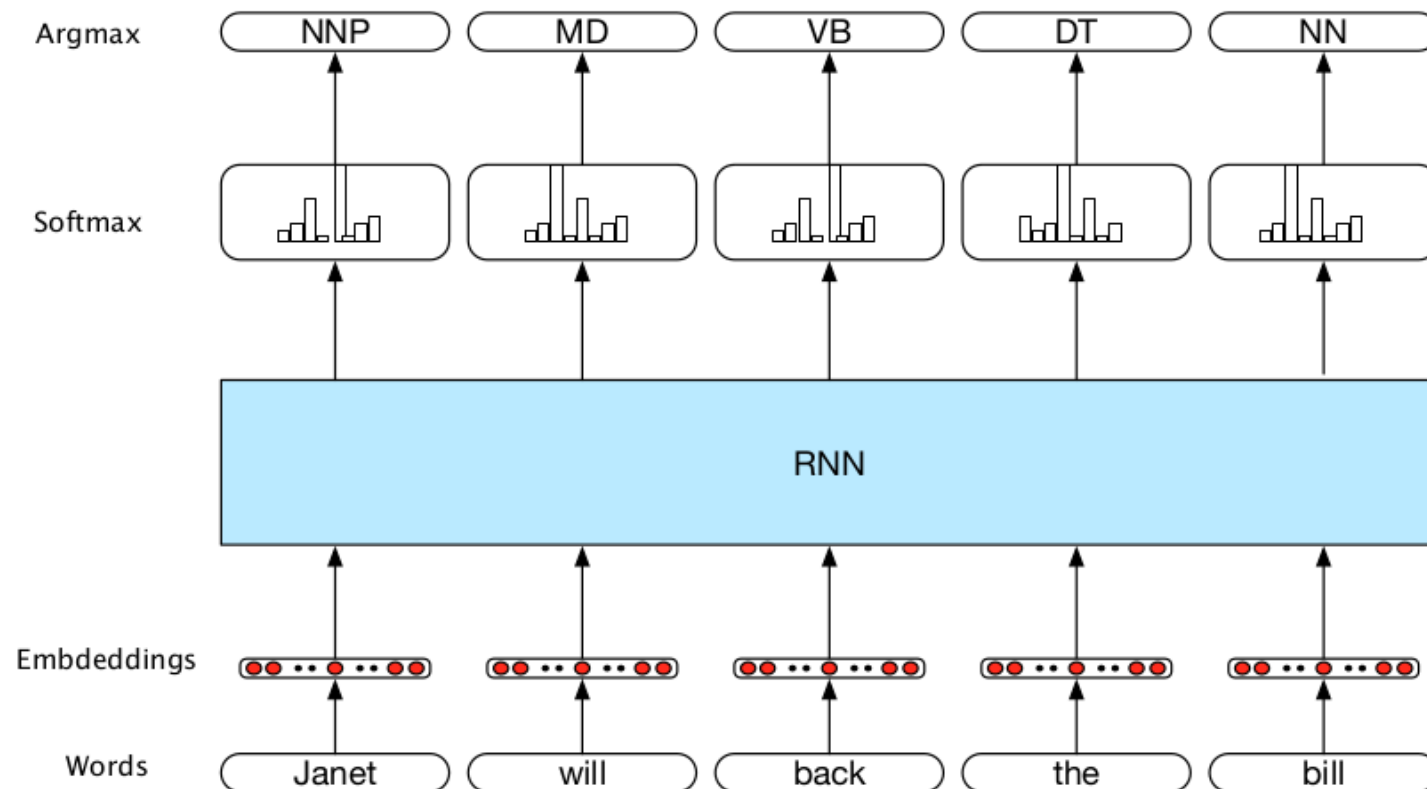 Argmax NNP MD VB DT NN
Softmax
RNN
Embdeddings
Words Janet will back the bill